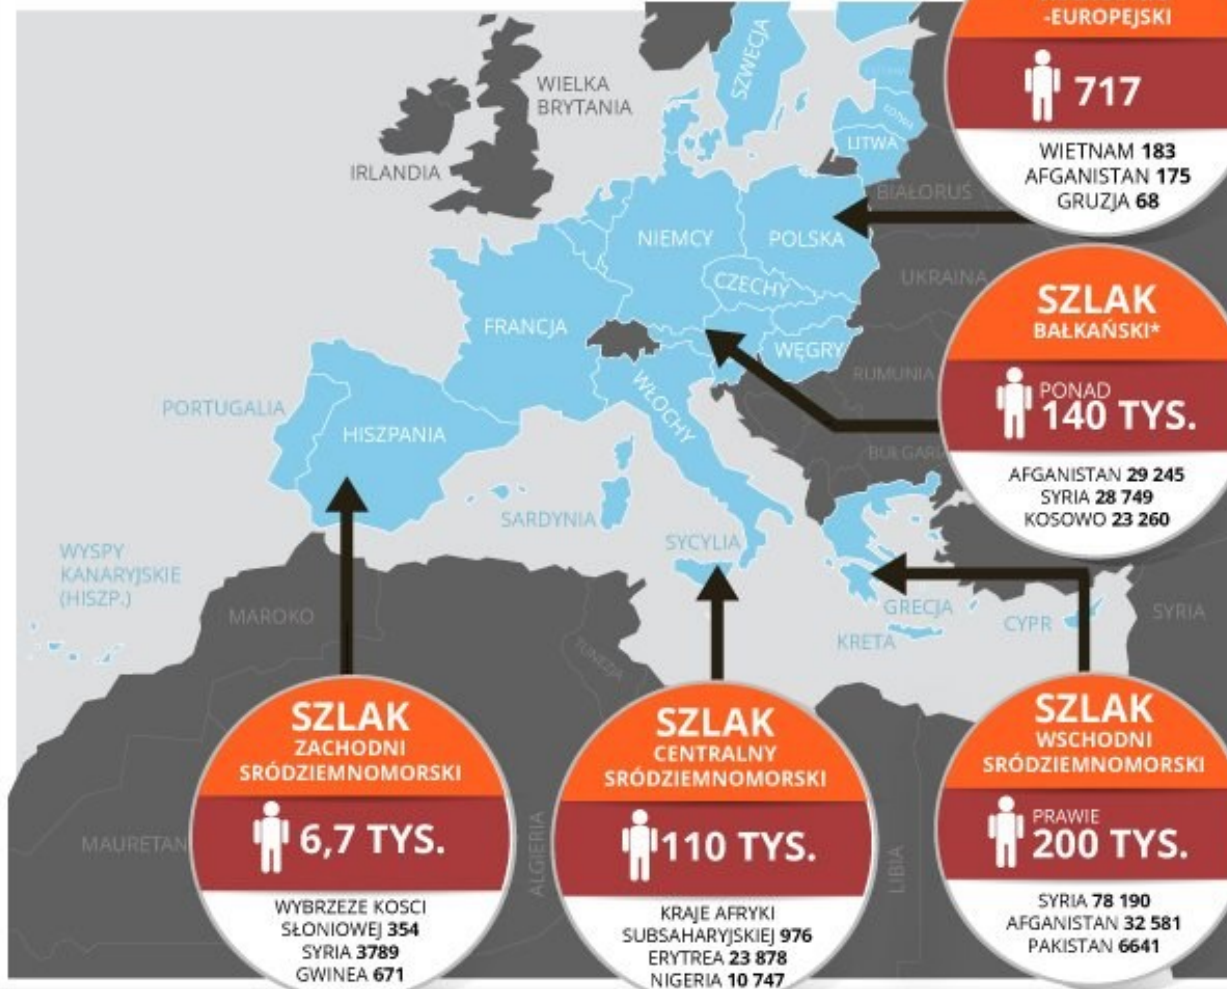 -EUROPEJSKI
717
WIETNAM 183
AFGANISTAN 175
GRUZJA 68
SZWECJA
WIELKA
BRYTANIA
IRLANDIA
ŁOTWA
LITWA
BIAŁORUŚ
NIEMCY
POLSKA
UKRAINA
CZECHY
FRANCJA
WĘGRY
SZLAK
BAŁKAŃSKI*
PONAD
140 TYS.
AFGANISTAN 29 245
SYRIA 28 749
KOSOWO 23 260
RUMUNIA
WŁOCHY
PORTUGALIA
HISZPANIA
BUŁGARIA
SARDYNIA
SYCYLIA
WYSPY
KANARYJSKIE
(HISZP.)
MAROKO
GRECJA
CYPR
SYRIA
KRETA
TUNEZJA
SZLAK
ZACHODNI
SRÓDZIEMNOMORSKI
6,7 TYS.
WYBRZEZE KOSCI
SŁONIOWEJ 354
SYRIA 3789
GWINEA 671
SZLAK
CENTRALNY
SRÓDZIEMNOMORSKI
110 TYS.
KRAJE AFRYKI
SUBSAHARYJSKIEJ 976
ERYTREA 23 878
NIGERIA 10 747
SZLAK
WSCHODNI
SRÓDZIEMNOMORSKI
PRAWIE
200 TYS.
SYRIA 78 190
AFGANISTAN 32 581
PAKISTAN 6641
MAURETAN
ALGIERIA
LIBIA